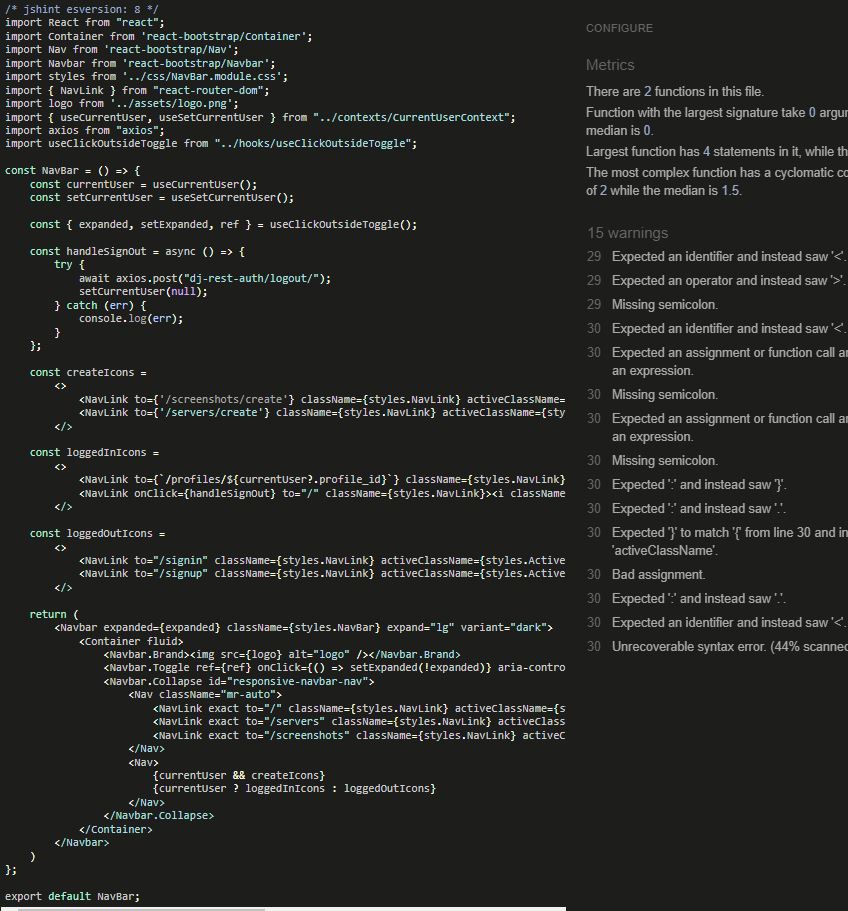 /* jshint esversion: 8 */
import React from "react";
import Container from 'react-bootstrap/Container';
import Nav from 'react-bootstrap/Nav';
import Navbar from 'react-bootstrap/Navbar';
import styles from '../css/NavBar.module.css';
import { NavLink } from "react-router-dom";
import logo from '../assets/logo.png';
import { useCurrentUser, useSetCurrentUser } from "../contexts/CurrentUserContext";
import axios from "axios";
import useClickOutsideToggle from "../hooks/useClickOutsideToggle";
const NavBar = () => {
const currentUser = useCurrentUser();
const setCurrentUser = useSetCurrentUser();
const { expanded, setExpanded, ref } = useClickOutsideToggle();
const handleSignOut = async () => {
try {
await axios.post("dj-rest-auth/logout/");
setCurrentUser(null);
} catch (err) {
console.log(err);
}
};
const createIcons =
<>
<NavLink to={'/screenshots/create'} className={styles.NavLink} activeClassName=
<NavLink to={'/servers/create'} className={styles.NavLink} activeClassName={sty
</>
const loggedInIcons =
<>
<NavLink to={`/profiles/${currentUser?.profile_id}`} className={styles.NavLink}
<NavLink onClick={handleSignOut} to="/" className={styles.NavLink}><i className
</>
const loggedOutIcons =
<>
<NavLink to="/signin" className={styles.NavLink} activeClassName={styles.Active
<NavLink to="/signup" className={styles.NavLink} activeClassName={styles.Active
</>
return (
<Navbar expanded={expanded} className={styles.NavBar} expand="lg" variant="dark">
<Container fluid>
<Navbar.Brand><img src={logo} alt="logo" /></Navbar.Brand>
<Navbar.Toggle ref={ref} onClick={() => setExpanded(!expanded)} aria-contro
<Navbar.Collapse id="responsive-navbar-nav">
<Nav className="mr-auto">
<NavLink exact to="/" className={styles.NavLink} activeClassName={s
<NavLink exact to="/servers" className={styles.NavLink} activeClass
<NavLink exact to="/screenshots" className={styles.NavLink} activeC
</Nav>
<Nav>
{currentUser && createIcons}
{currentUser ? loggedInIcons : loggedOutIcons}
</Nav>
</Navbar.Collapse>
</Container>
</Navbar>
)
};
export default NavBar;
CONFIGURE
Metrics
There are 2 functions in this file.
Function with the largest signature take 0 argu
median is 0.
Largest function has 4 statements in it, while th
The most complex function has a cyclomatic co
of 2 while the median is 1.5.
15 warnings
29 Expected an identifier and instead saw '<'.
29 Expected an operator and instead saw '>'.
29 Missing semicolon.
30 Expected an identifier and instead saw '<'.
30 Expected an assignment or function call an
an expression.
30 Missing semicolon.
30 Expected an assignment or function call an
an expression.
30 Missing semicolon.
30 Expected ':' and instead saw '}'.
30 Expected ':' and instead saw '.'.
30 Expected '}' to match '{' from line 30 and in
'activeClassName'.
30 Bad assignment.
30 Expected ':' and instead saw '.'.
30 Expected an identifier and instead saw '<'.
30 Unrecoverable syntax error. (44% scanned